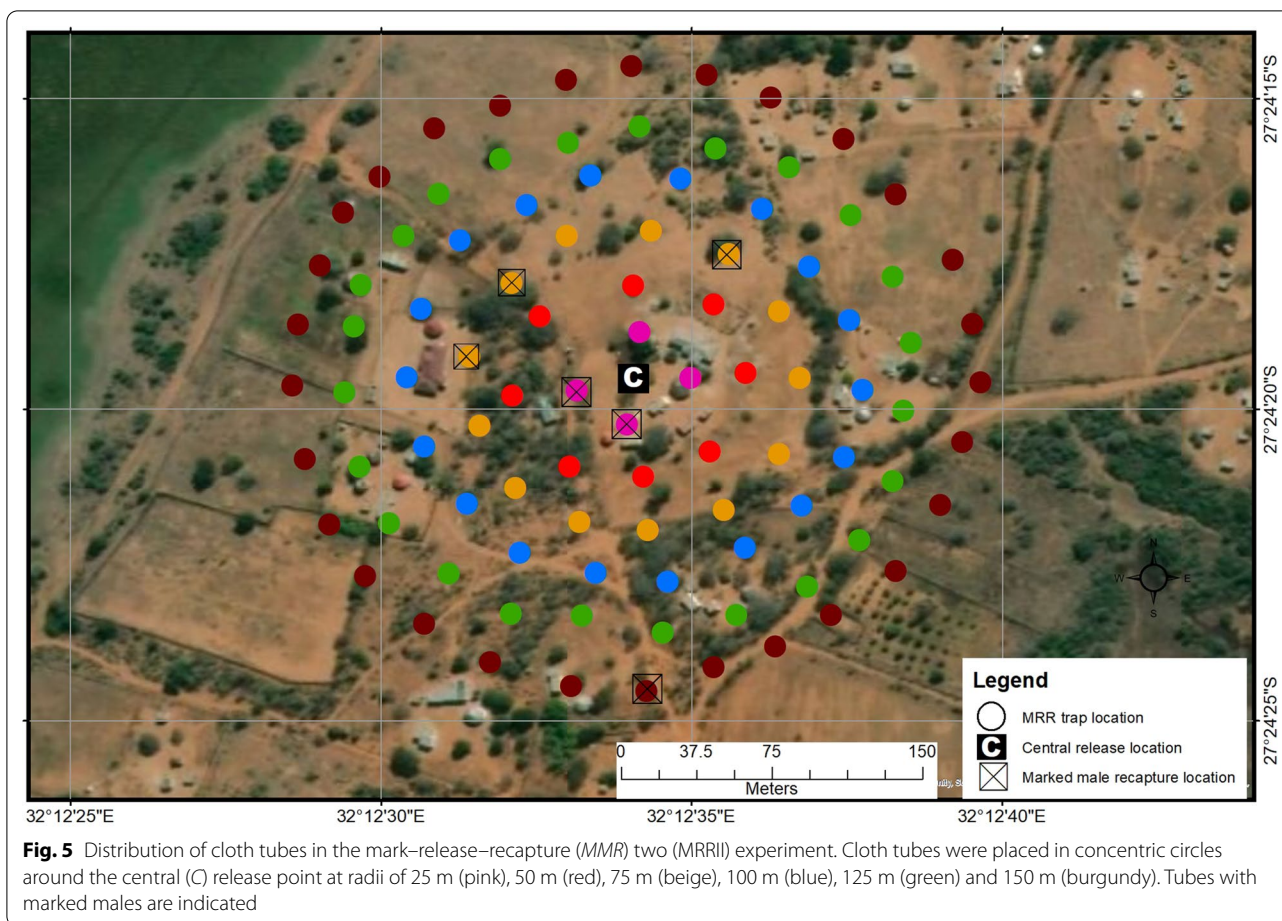 27°24'15"S
27°24'20"S
27°24'25"S
C
N
W E
S
Legend
MRR trap location
C Central release location
Marked male recapture location
0 37.5 75 150
Meters
32°12'25"E 32°12'30"E 32°12'35"E 32°12'40"E
Fig. 5 Distribution of cloth tubes in the mark–release–recapture (MMR) two (MRRII) experiment. Cloth tubes were placed in concentric circles
around the central (C) release point at radii of 25 m (pink), 50 m (red), 75 m (beige), 100 m (blue), 125 m (green) and 150 m (burgundy). Tubes with
marked males are indicated